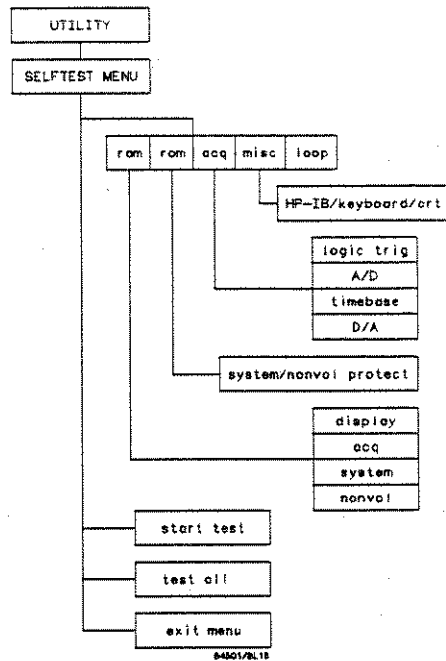 UTILITY
SELFTEST MENU
ram rom acq misc loop
HP-IB/keyboard/crt
logic trig
A/D
timebase
D/A
system/nonvol protect
display
acq
system
nonvol
start test
test all
exit menu
54501/BL18